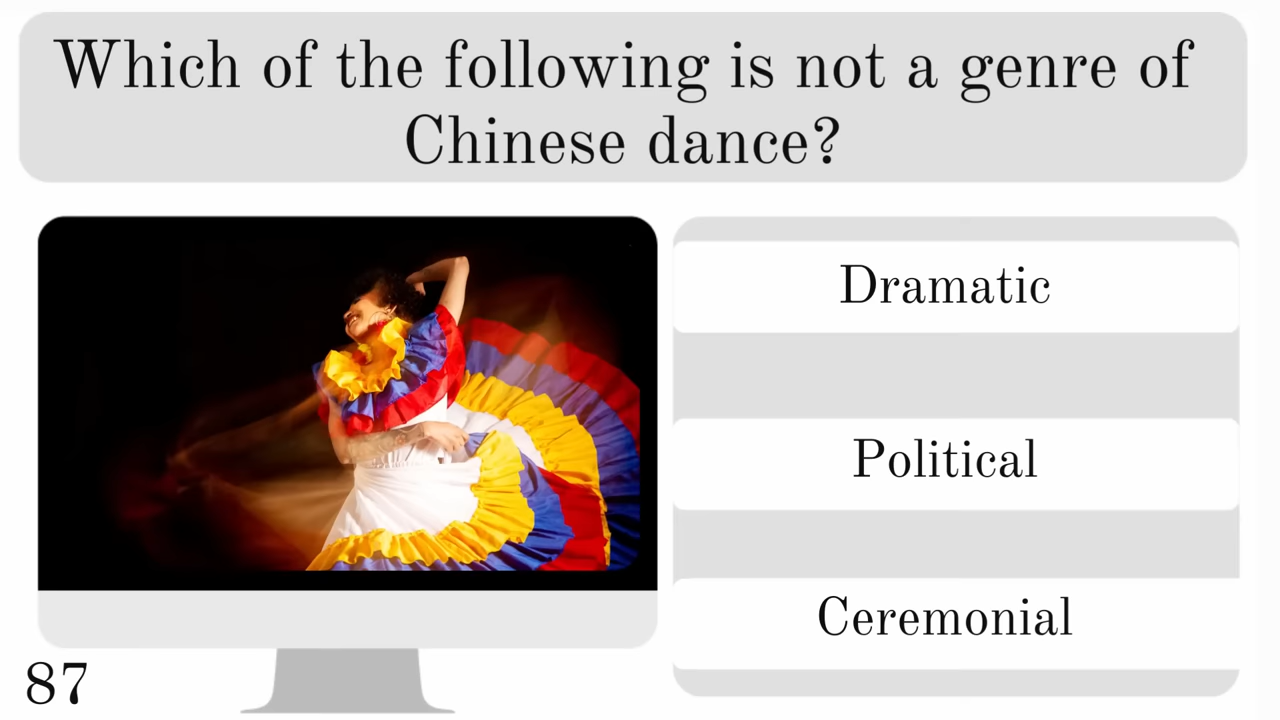 Which of the following is not a genre of
Chinese dance?
Dramatic
Political
Ceremonial
87